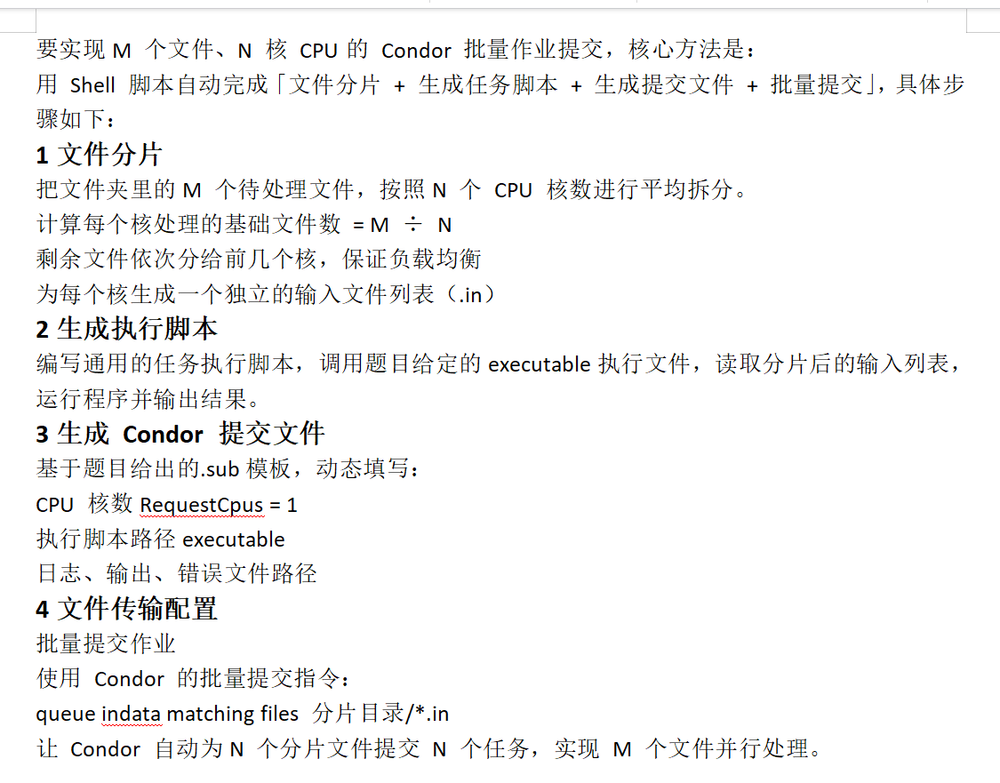 要实现 M 个文件、N 核 CPU 的 Condor 批量作业提交，核心方法是：
用 Shell 脚本自动完成「文件分片 + 生成任务脚本 + 生成提交文件 + 批量提交」，具体步
骤如下：
1 文件分片
把文件夹里的 M 个待处理文件，按照 N 个 CPU 核数进行平均拆分。
计算每个核处理的基础文件数 = M ÷ N
剩余文件依次分给前几个核，保证负载均衡
为每个核生成一个独立的输入文件列表（.in）
2 生成执行脚本
编写通用的任务执行脚本，调用题目给定的 executable 执行文件，读取分片后的输入列表，
运行程序并输出结果。
3 生成 Condor 提交文件
基于题目给出的.sub 模板，动态填写：
CPU 核数 RequestCpus = 1
执行脚本路径 executable
日志、输出、错误文件路径
4 文件传输配置
批量提交作业
使用 Condor 的批量提交指令：
queue indata matching files 分片目录/*.in
让 Condor 自动为 N 个分片文件提交 N 个任务，实现 M 个文件并行处理。